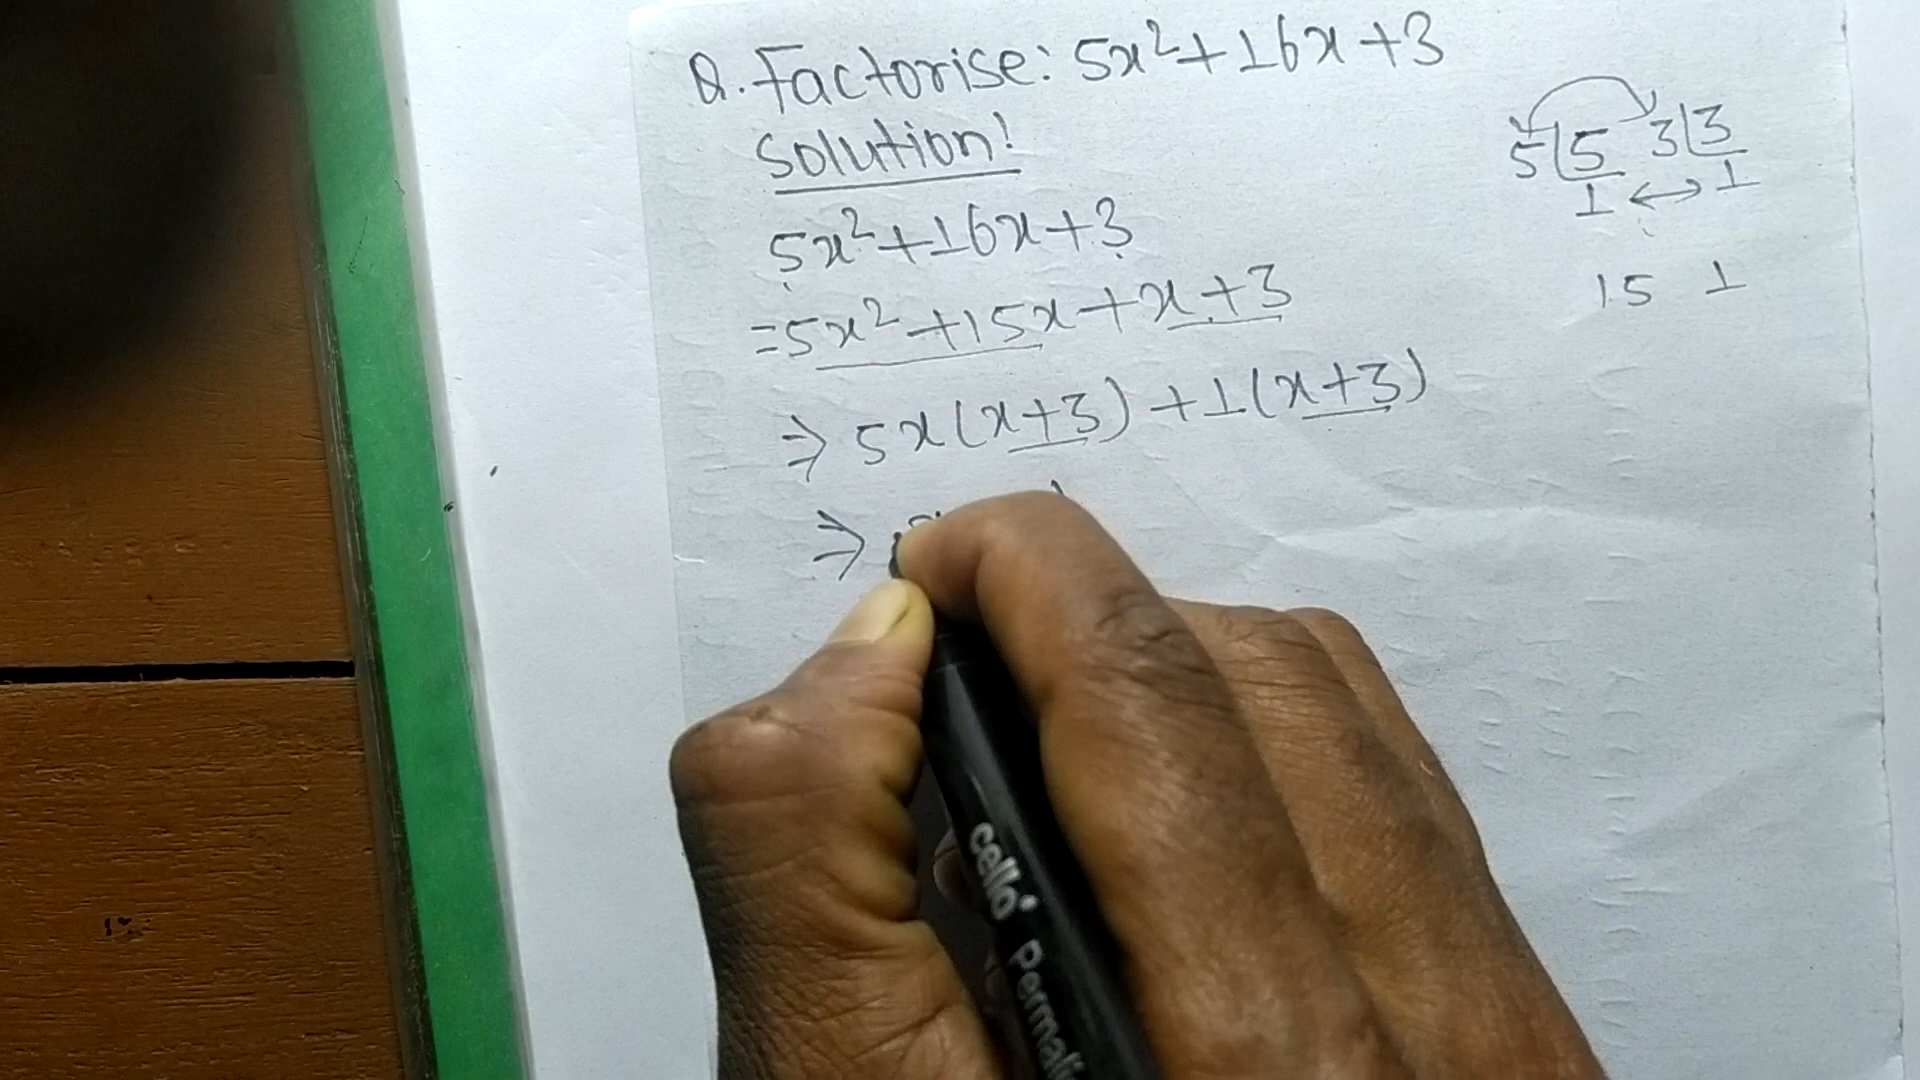 Q. Factorise: 5x²+16x+3
Solution!
5x²+16x+3
=5x²+15x+x+3
⇒ 5x(x+3)+1(x+3)
⇒
5 5 3 3
1 ↔ 1
15 1
cello Permal